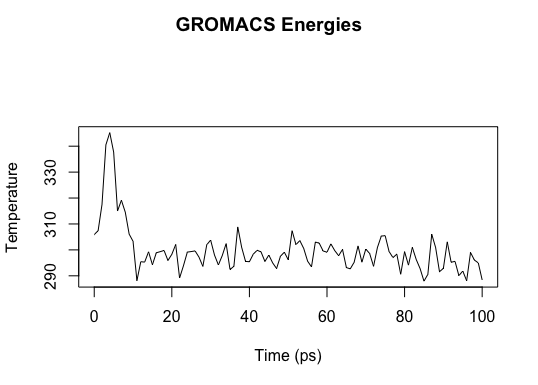 GROMACS Energies
Temperature
330
310
290
0 20 40 60 80 100
Time (ps)